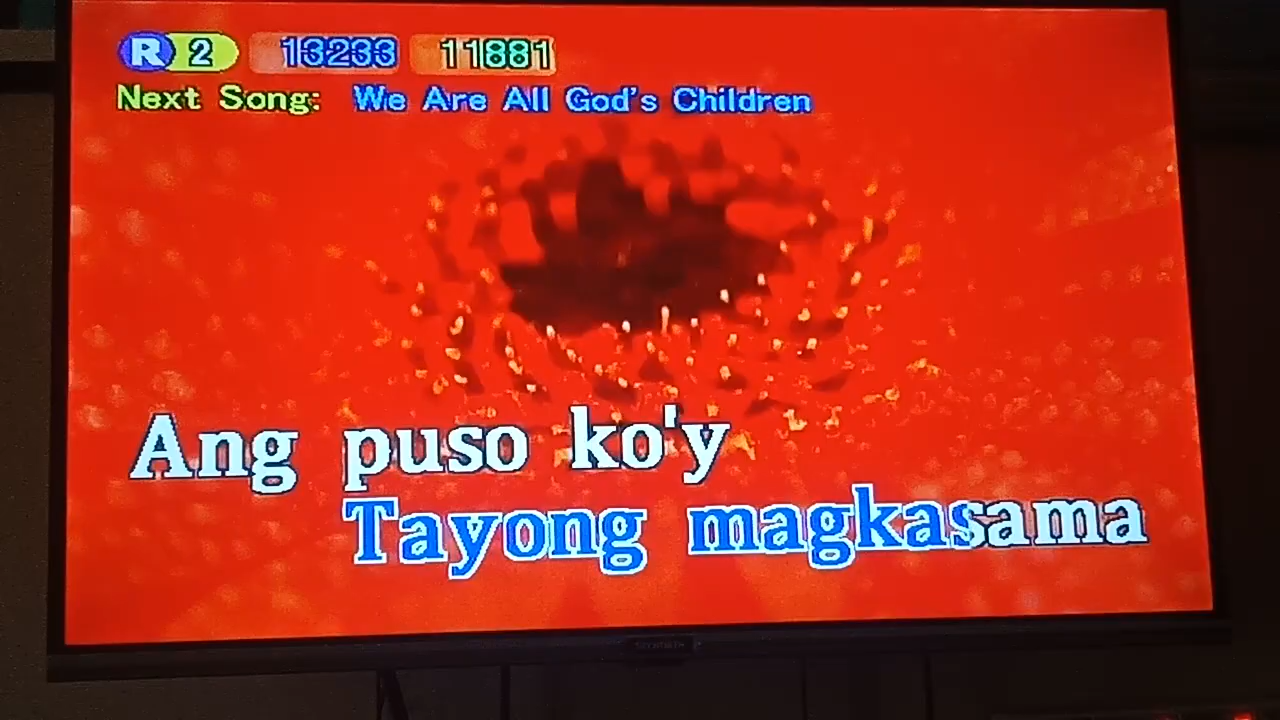 R 2 13233 11881
Next Song: We Are All God's Children
Ang puso ko'y
Tayong magkasama